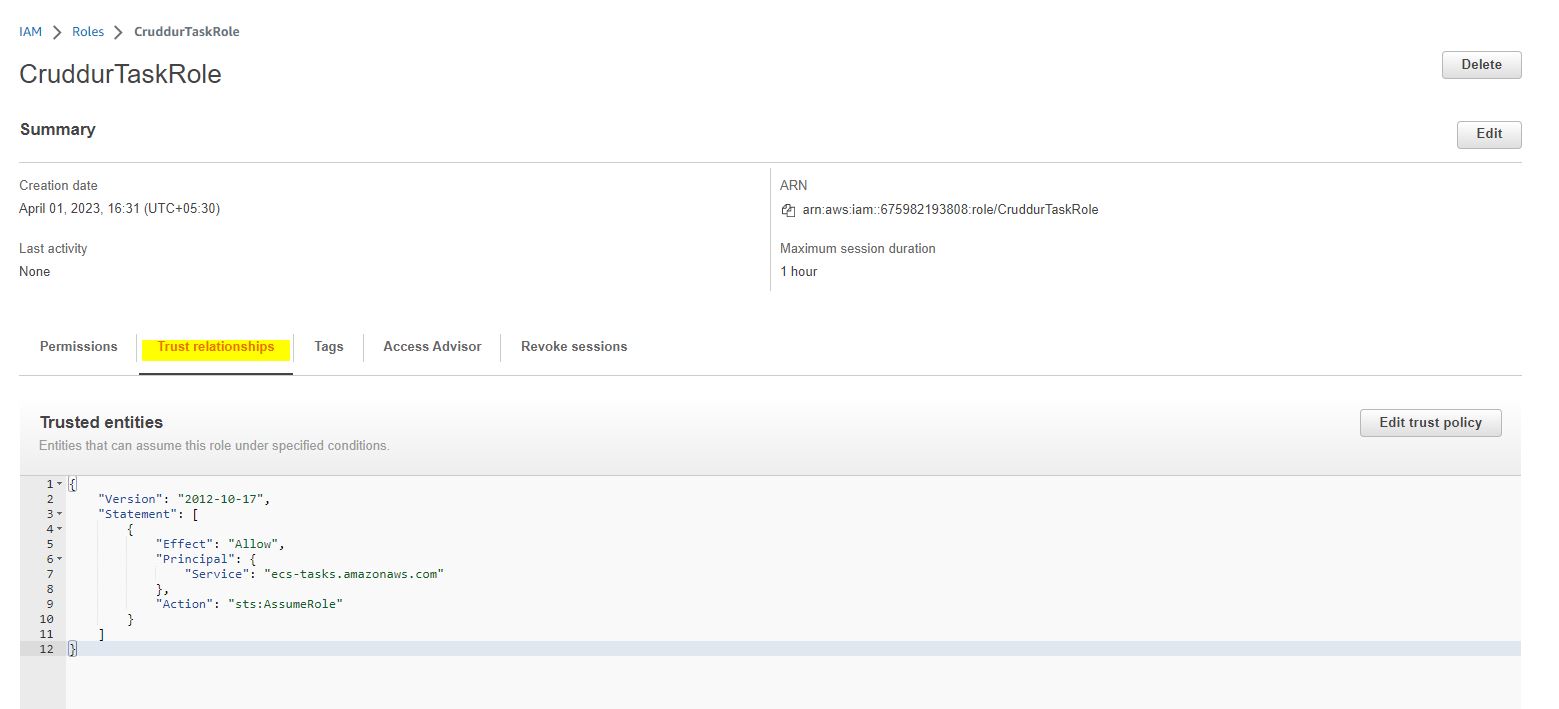 IAM > Roles > CruddurTaskRole
CruddurTaskRole
Delete
Summary
Edit
Creation date
April 01, 2023, 16:31 (UTC+05:30)
ARN
arn:aws:iam::675982193808:role/CruddurTaskRole
Last activity
None
Maximum session duration
1 hour
Permissions
Trust relationships
Tags
Access Advisor
Revoke sessions
Trusted entities
Entities that can assume this role under specified conditions.
Edit trust policy
1 {
2     "Version": "2012-10-17",
3     "Statement": [
4         {
5             "Effect": "Allow",
6             "Principal": {
7                 "Service": "ecs-tasks.amazonaws.com"
8             },
9             "Action": "sts:AssumeRole"
10         }
11     ]
12 }